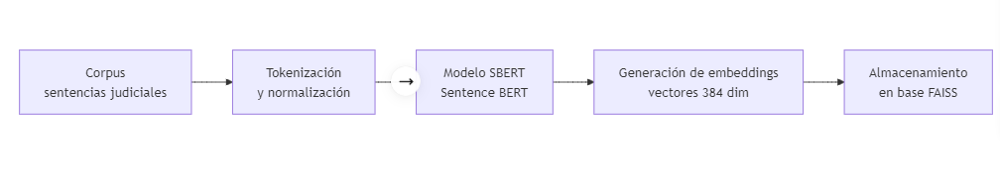 Corpus
sentencias judiciales
Tokenización
y normalización
→
Modelo SBERT
Sentence BERT
Generación de embeddings
vectores 384 dim
Almacenamiento
en base FAISS